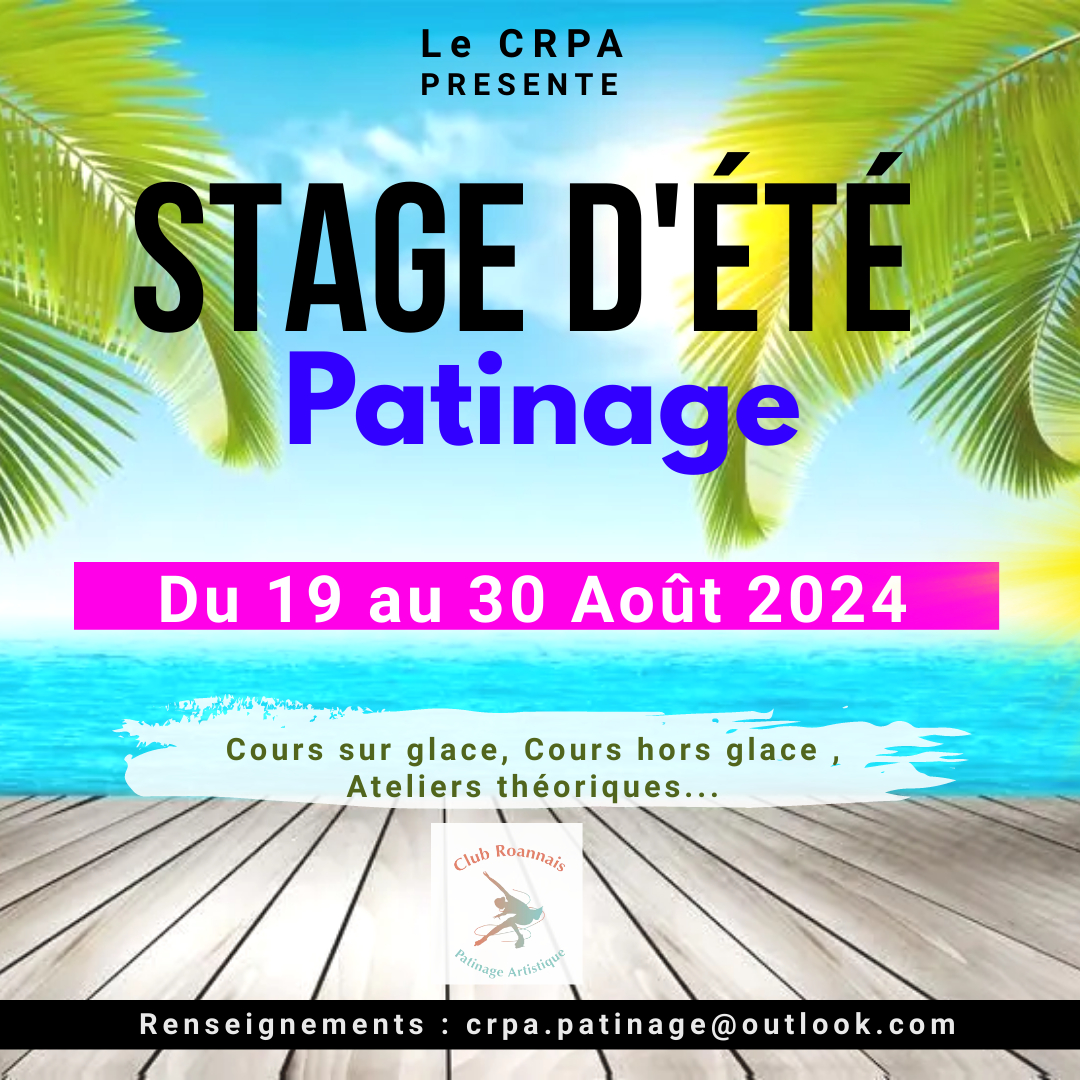 Le CRPA
PRESENTE
STAGE D'ÉTÉ
Patinage
Du 19 au 30 Août 2024
Cours sur glace, Cours hors glace ,
Ateliers théoriques...
Club Roannais
Patinage Artistique
Renseignements : crpa.patinage@outlook.com